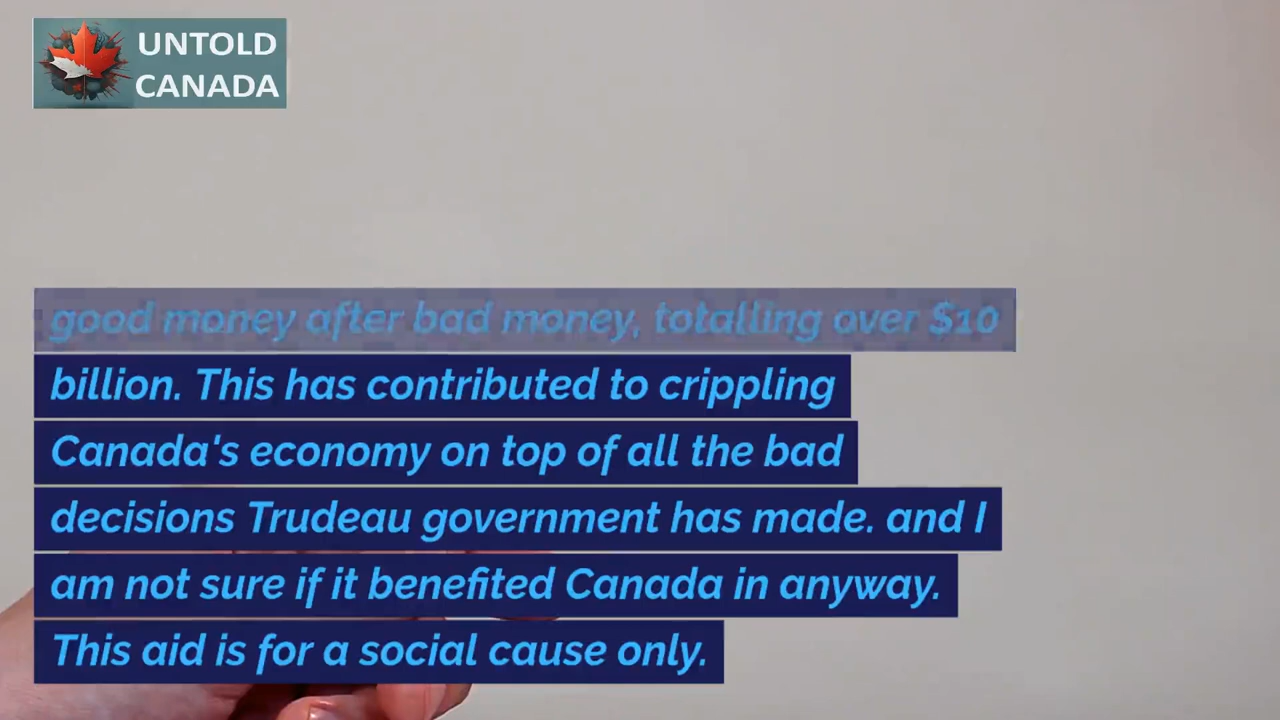 UNTOLD
CANADA
good money after bad money, totalling over $10
billion. This has contributed to crippling
Canada's economy on top of all the bad
decisions Trudeau government has made. and I
am not sure if it benefited Canada in anyway.
This aid is for a social cause only.